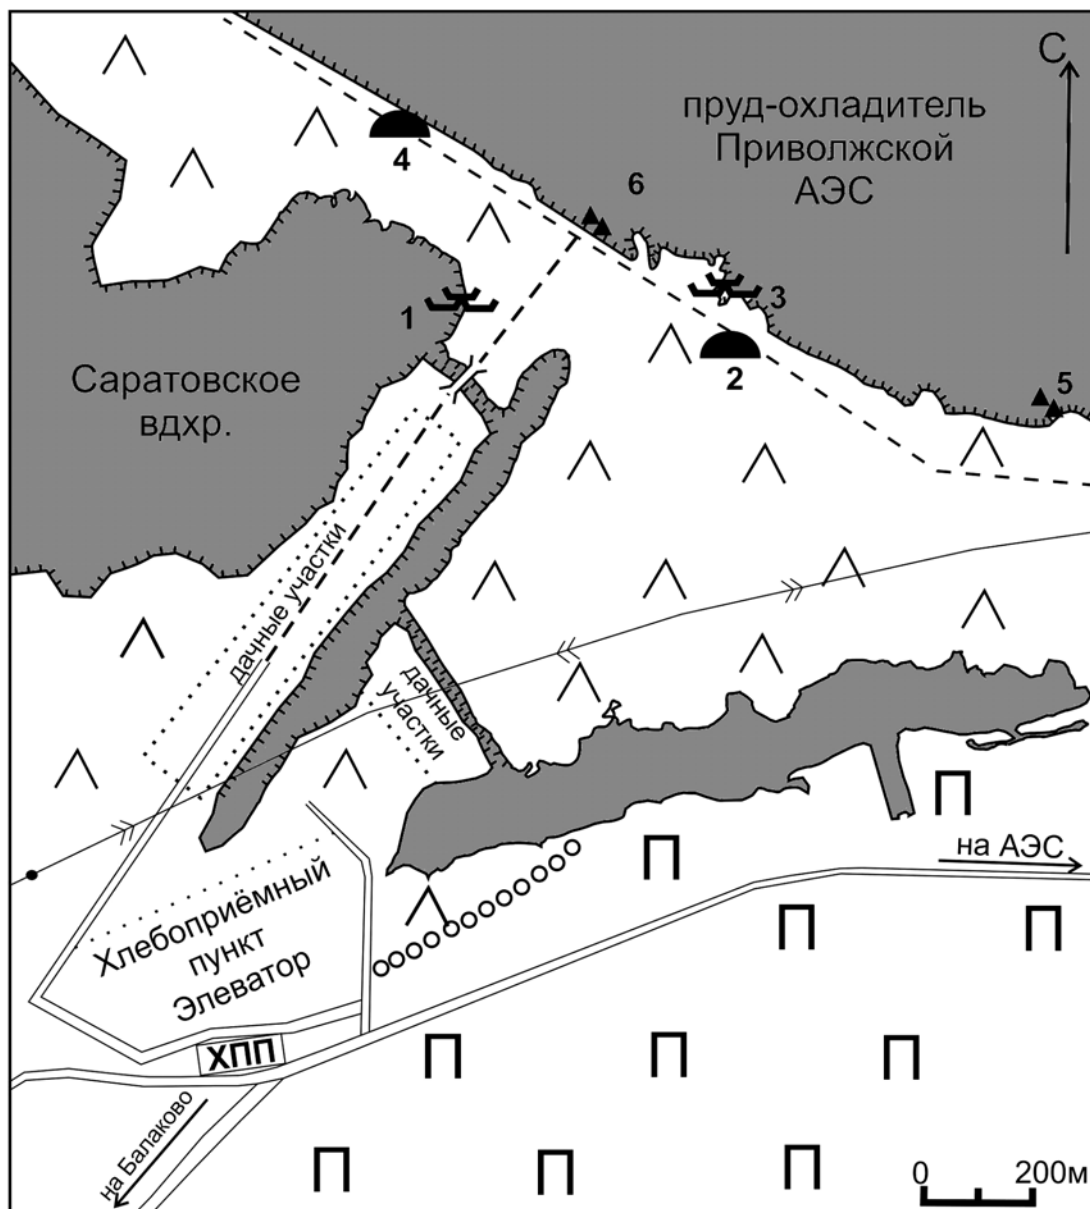 С
пруд-охладитель
Приволжской
АЭС
4
6
3
1
2
5
Саратовское
вдхр.
дачные участки
дачные
участки
на АЭС
Хлебоприёмный
пункт
Элеватор
ХПП
на Балаково
0 200м